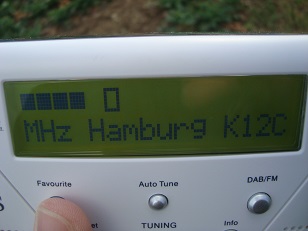 MHz Hamburg K12C
Favourite
Auto Tune
DAB/FM
TUNING
Info